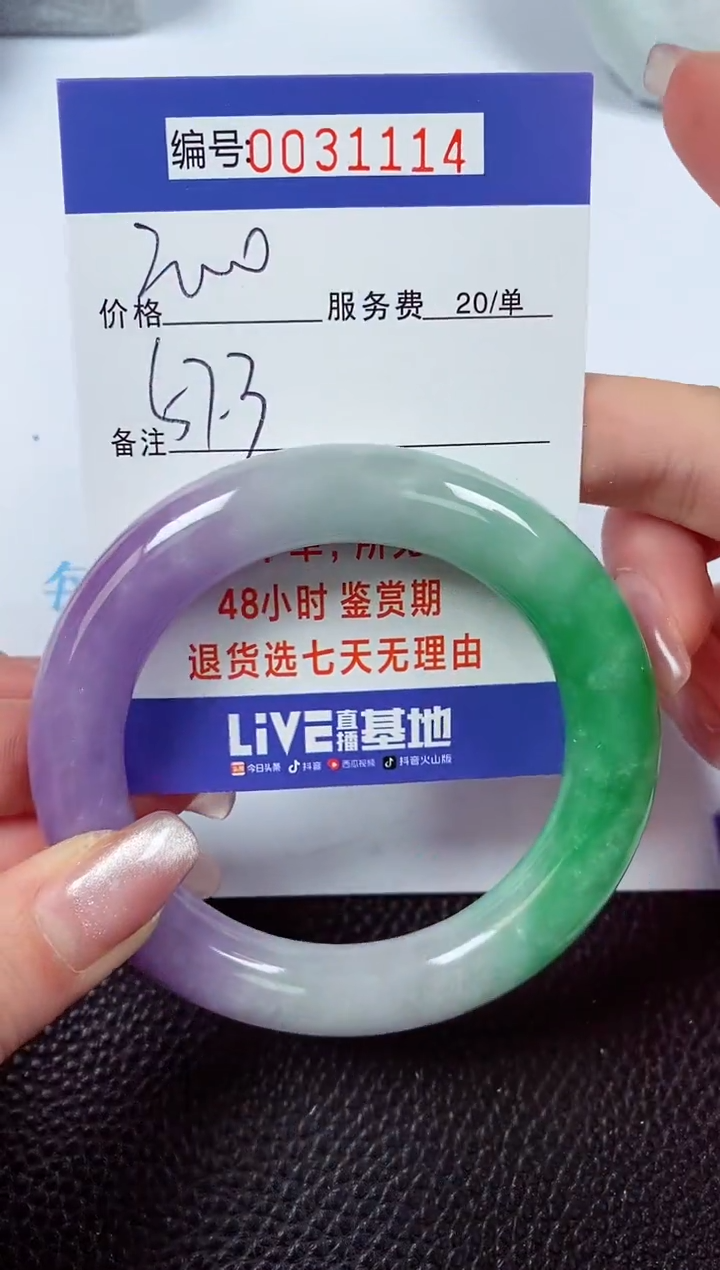 编号:0031114
2000
价格 服务费 20/单
57.3
备注
48小时 鉴赏期
退货选七天无理由
LiVE直播基地
今日头条 抖音 西瓜视频 抖音火山版